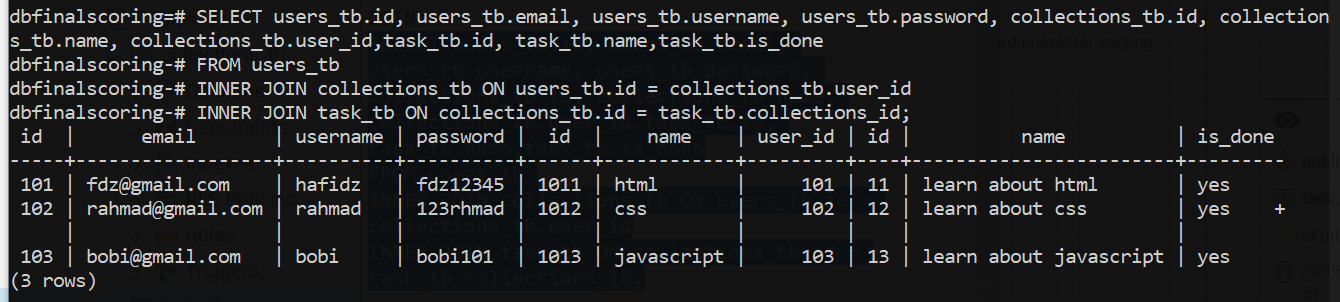 dbfinalscoring=# SELECT users_tb.id, users_tb.email, users_tb.username, users_tb.password, collections_tb.id, collection
s_tb.name, collections_tb.user_id,task_tb.id, task_tb.name,task_tb.is_done
dbfinalscoring-# FROM users_tb
dbfinalscoring-# INNER JOIN collections_tb ON users_tb.id = collections_tb.user_id
dbfinalscoring-# INNER JOIN task_tb ON collections_tb.id = task_tb.collections_id;
 id  |      email       | username | password |  id  |    name    | user_id | id |         name           | is_done
-----+------------------+----------+----------+------+------------+---------+----+------------------------+---------
 101 | fdz@gmail.com    | hafidz   | fdz12345 | 1011 | html       |     101 | 11 | learn about html       | yes
 102 | rahmad@gmail.com | rahmad   | 123rhmad | 1012 | css        |     102 | 12 | learn about css        | yes    +
     |                  |          |          |      |            |         |    |                        |
 103 | bobi@gmail.com   | bobi     | bobi101  | 1013 | javascript |     103 | 13 | learn about javascript | yes
(3 rows)